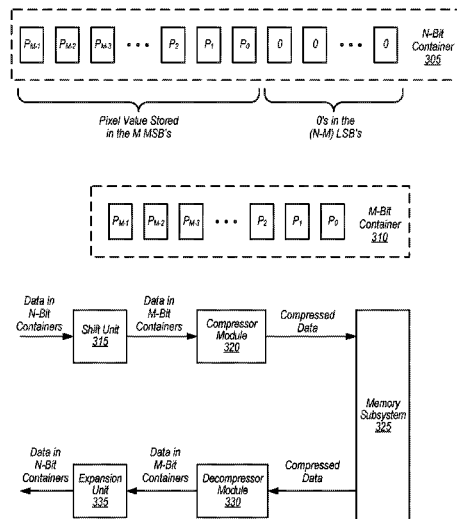 P_M-1 P_M-2 P_M-3 • • • P_2 P_1 P_0 0 0 • • • 0
N-Bit
Container
305
Pixel Value Stored
in the M MSB's
0's in the
(N-M) LSB's
P_M-1 P_M-2 P_M-3 • • • P_2 P_1 P_0
M-Bit
Container
310
Data in
N-Bit
Containers
Shift Unit
315
Data in
M-Bit
Containers
Compressor
Module
320
Compressed
Data
Memory
Subsystem
325
Data in
N-Bit
Containers
Expansion
Unit
335
Data in
M-Bit
Containers
Decompressor
Module
330
Compressed
Data